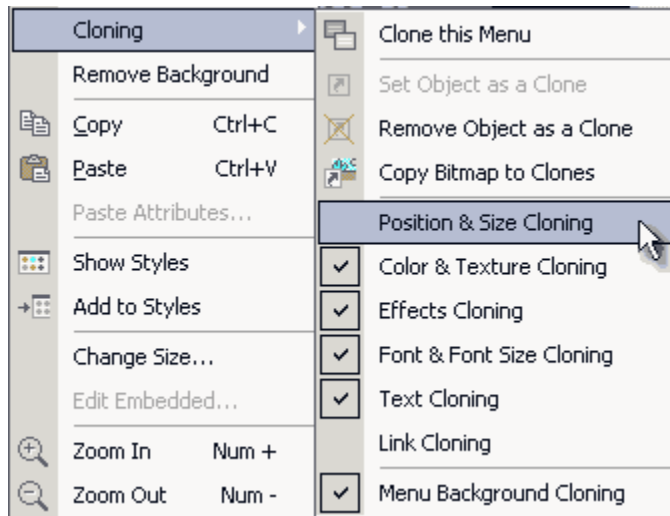 Cloning
Remove Background
Copy Ctrl+C
Paste Ctrl+V
Paste Attributes...
Show Styles
Add to Styles
Change Size...
Edit Embedded...
Zoom In Num +
Zoom Out Num -
Clone this Menu
Set Object as a Clone
Remove Object as a Clone
Copy Bitmap to Clones
Position & Size Cloning
Color & Texture Cloning
Effects Cloning
Font & Font Size Cloning
Text Cloning
Link Cloning
Menu Background Cloning